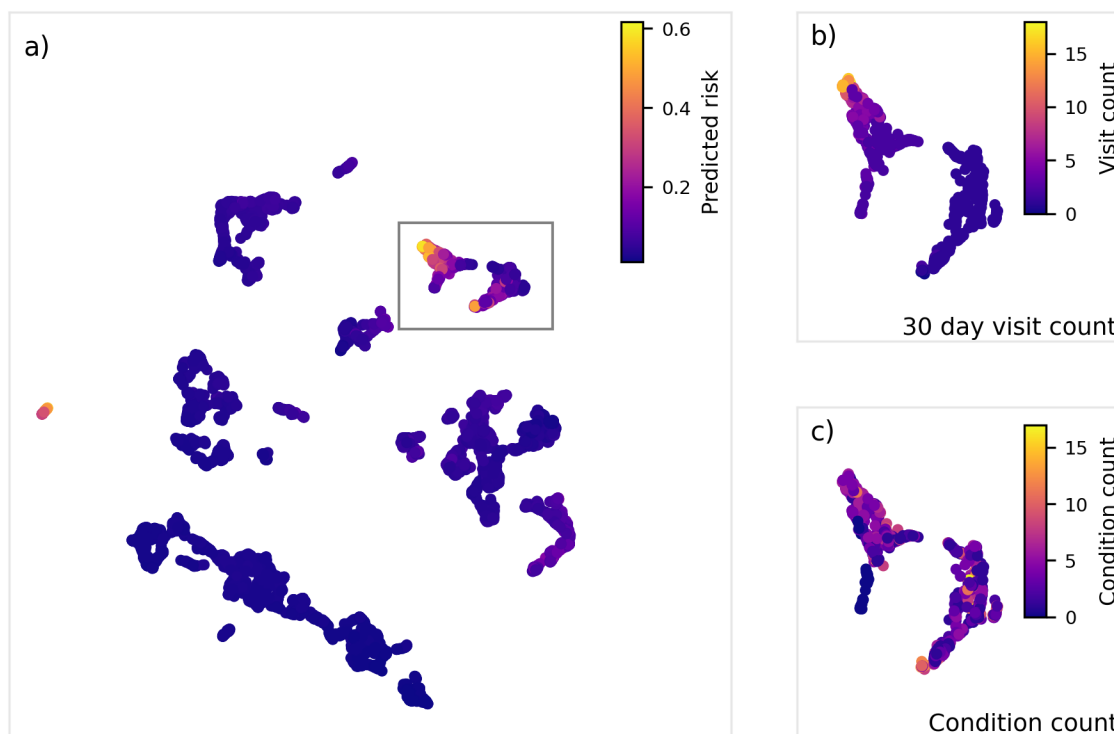 a)
0.6
0.4
0.2
Predicted risk
b)
15
10
5
0
Visit count
30 day visit count
c)
15
10
5
0
Condition count
Condition count